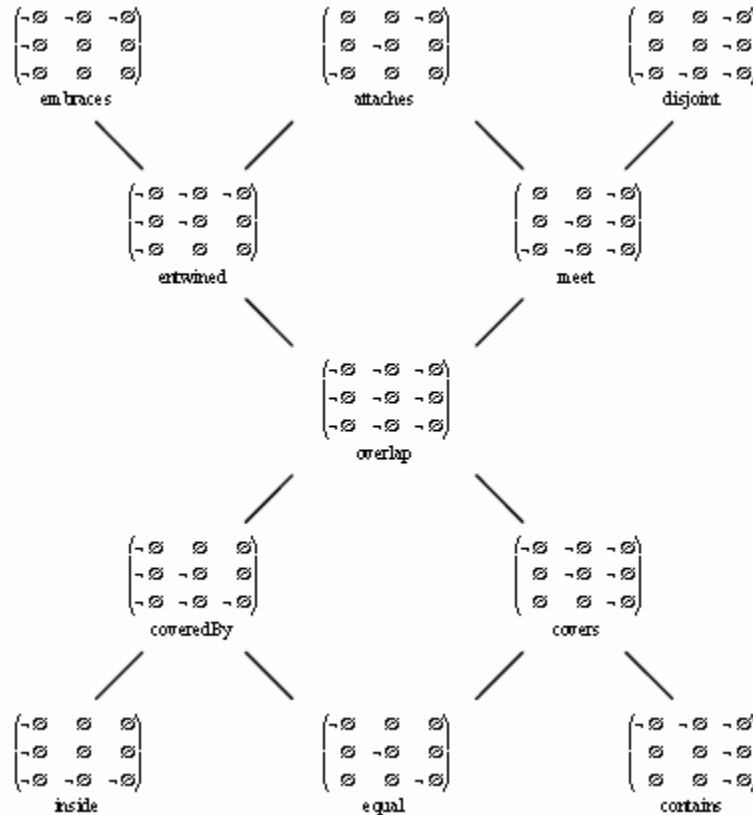 ¬∅ ¬∅ ¬∅
¬∅ ∅ ∅
¬∅ ∅ ∅
embraces
∅ ∅ ¬∅
∅ ¬∅ ∅
¬∅ ∅ ∅
attaches
∅ ∅ ¬∅
∅ ∅ ¬∅
¬∅ ¬∅ ¬∅
disjoint
¬∅ ¬∅ ¬∅
¬∅ ¬∅ ∅
¬∅ ∅ ∅
entwined
∅ ∅ ¬∅
∅ ¬∅ ¬∅
¬∅ ¬∅ ¬∅
meet
¬∅ ¬∅ ¬∅
¬∅ ¬∅ ¬∅
¬∅ ¬∅ ¬∅
overlap
¬∅ ∅ ∅
¬∅ ¬∅ ∅
¬∅ ¬∅ ¬∅
coveredBy
¬∅ ¬∅ ¬∅
∅ ¬∅ ¬∅
∅ ∅ ¬∅
covers
¬∅ ∅ ∅
¬∅ ∅ ∅
¬∅ ¬∅ ¬∅
inside
¬∅ ∅ ∅
∅ ¬∅ ∅
∅ ∅ ¬∅
equal
¬∅ ¬∅ ¬∅
∅ ∅ ¬∅
∅ ∅ ¬∅
contains